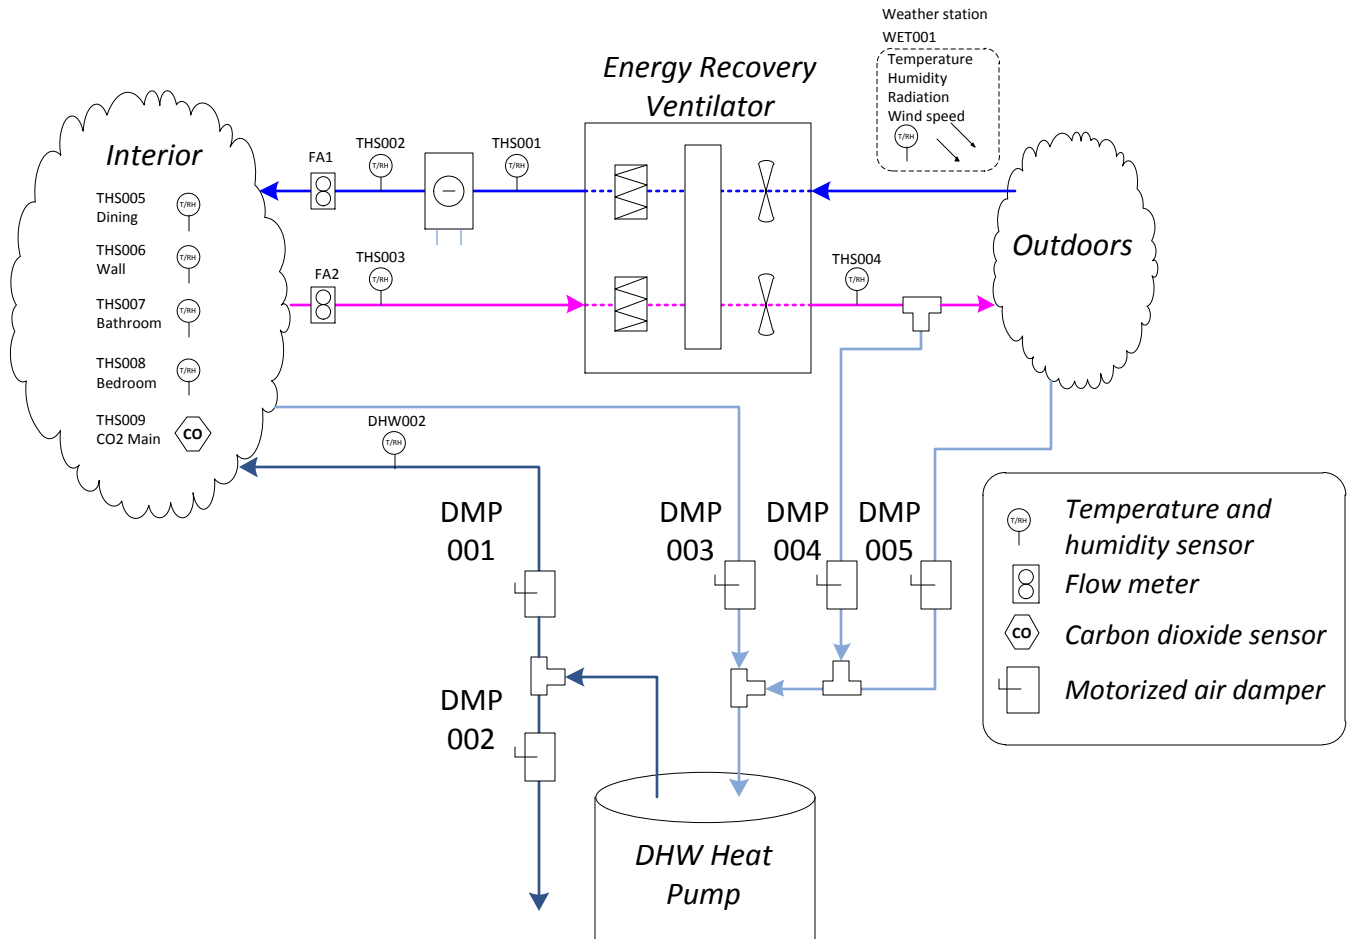 Weather station
WET001
Temperature
Humidity
Radiation
Wind speed
T/RH
Energy Recovery
Ventilator
Interior
THS005
Dining
T/RH
THS006
Wall
T/RH
THS007
Bathroom
T/RH
THS008
Bedroom
T/RH
THS009
CO2 Main
CO
FA1
THS002
T/RH
THS001
T/RH
FA2
THS003
T/RH
THS004
T/RH
Outdoors
DHW002
T/RH
DMP
001
DMP
002
DMP
003
DMP
004
DMP
005
DHW Heat
Pump
T/RH
Temperature and
humidity sensor
Flow meter
CO
Carbon dioxide sensor
Motorized air damper